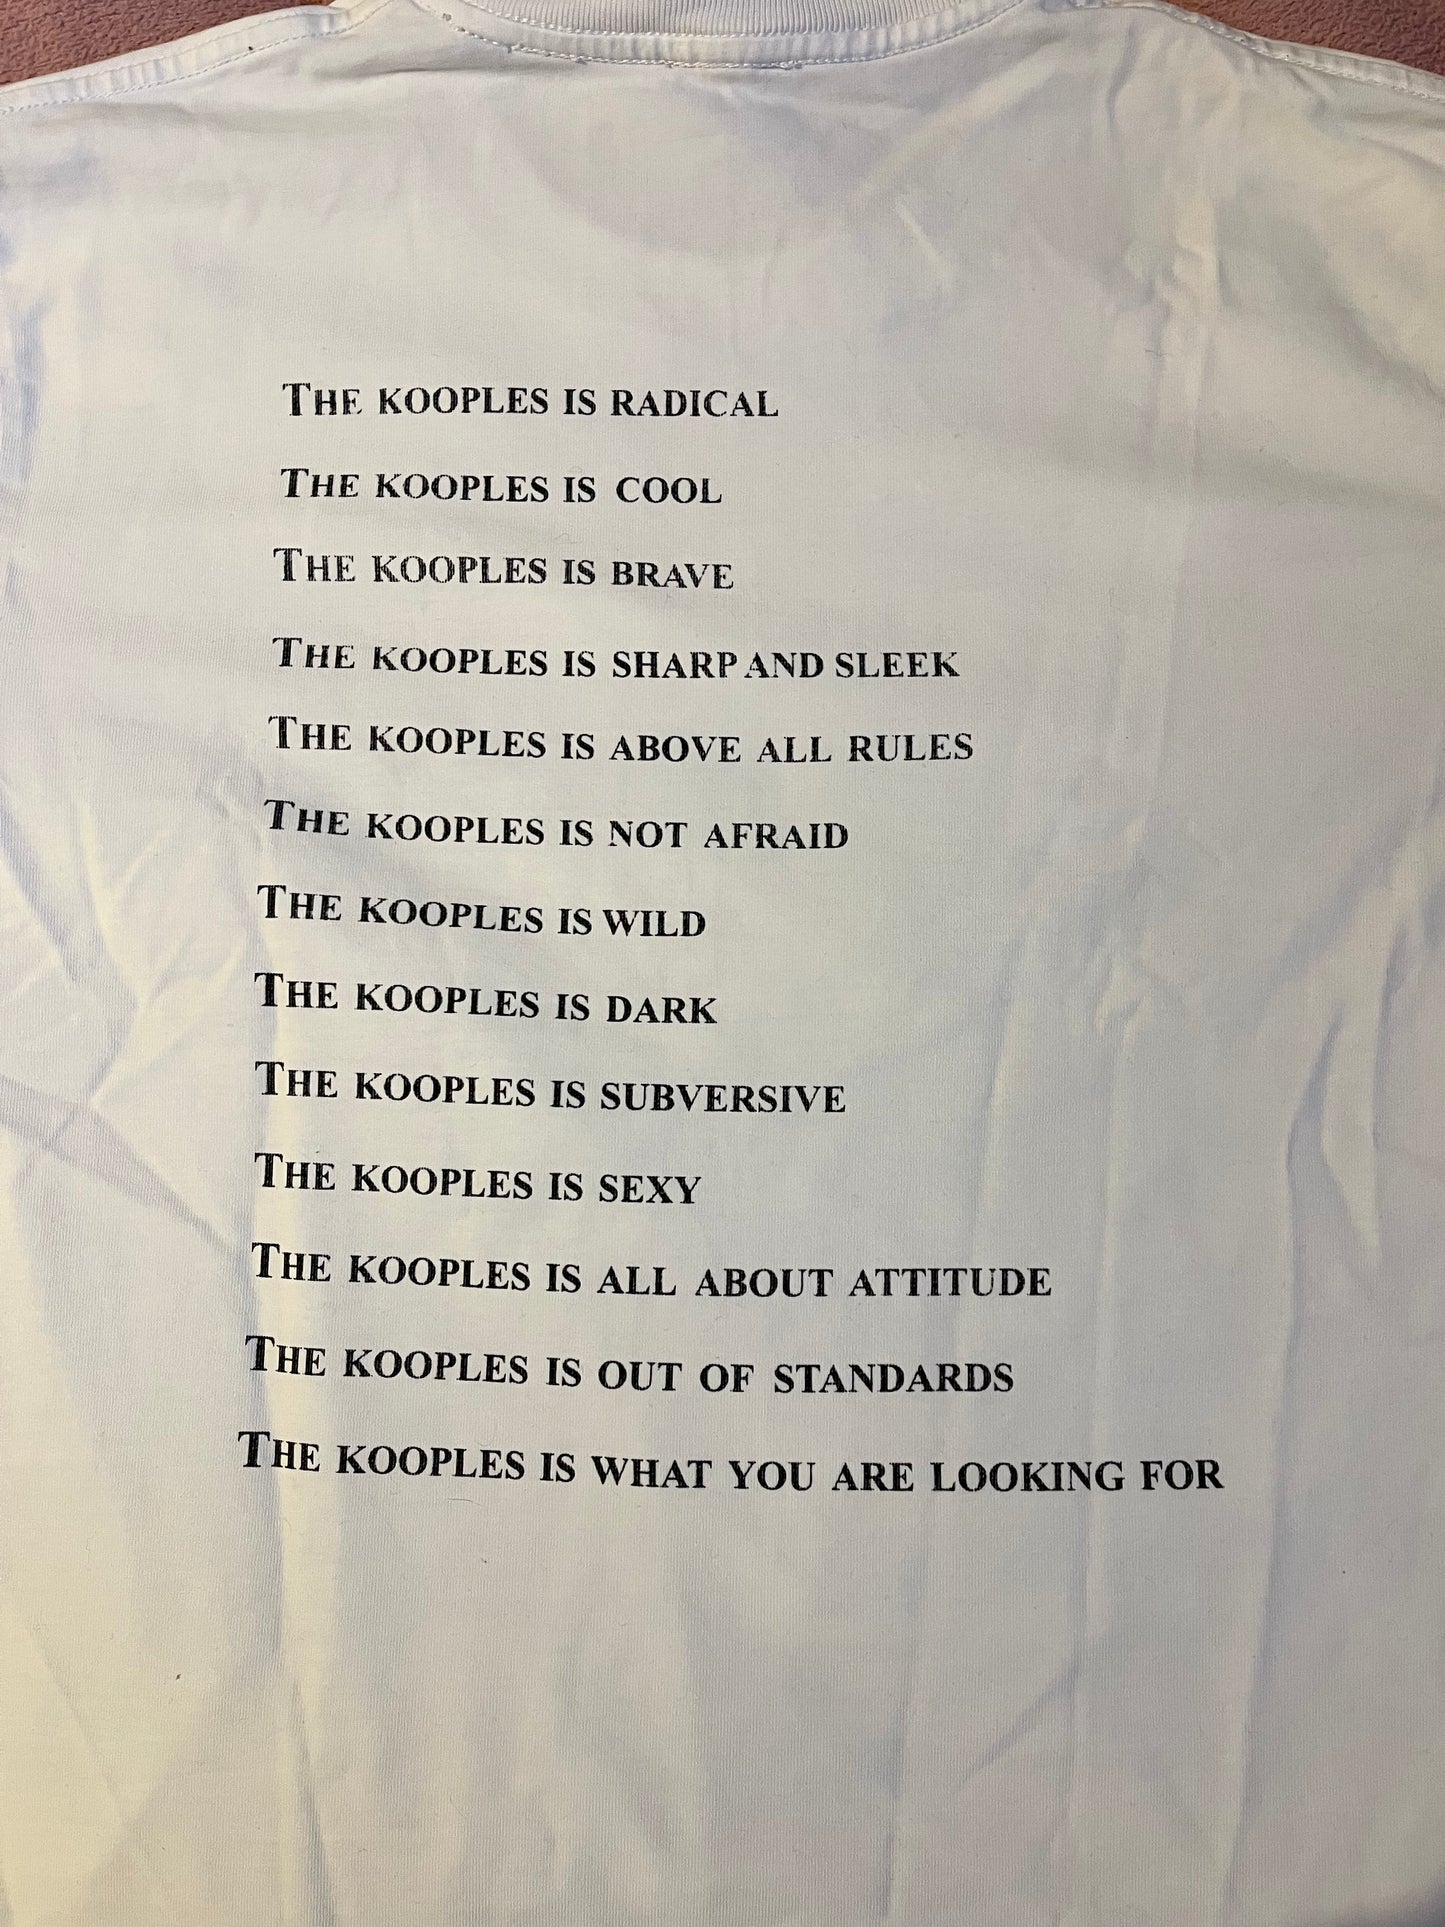 The kooples is radical
The kooples is cool
The kooples is brave
The kooples is sharp and sleek
The kooples is above all rules
The kooples is not afraid
The kooples is wild
The kooples is dark
The kooples is subversive
The kooples is sexy
The kooples is all about attitude
The kooples is out of standards
The kooples is what you are looking for